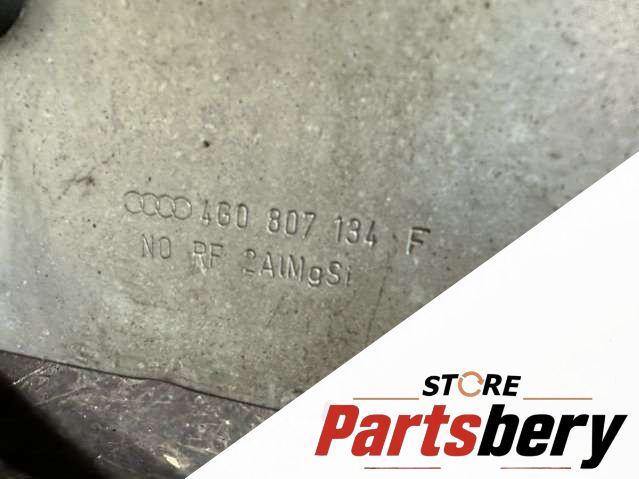 4G0 807 134 F
NO RF 2AlMgSi
STORE
Partsbery